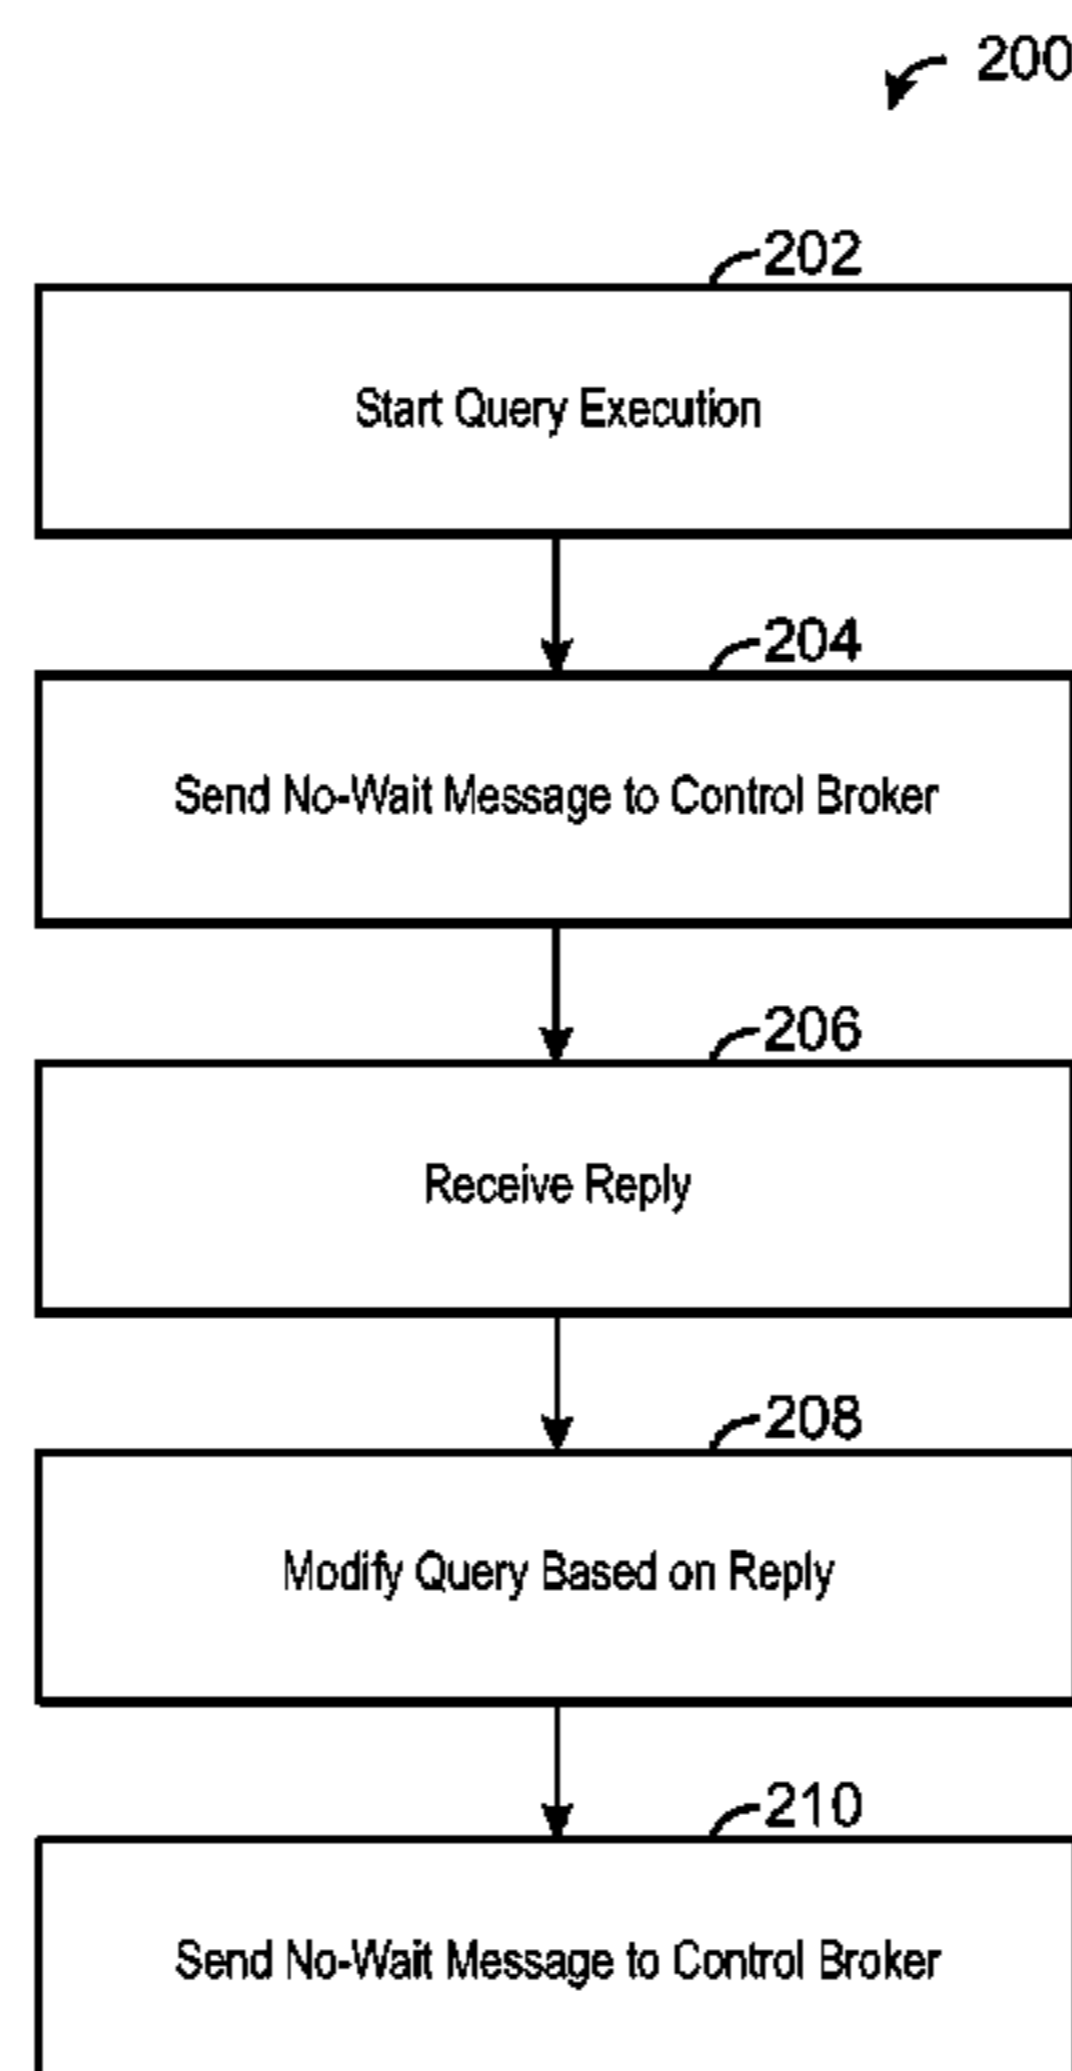 200
202
Start Query Execution
204
Send No-Wait Message to Control Broker
206
Receive Reply
208
Modify Query Based on Reply
210
Send No-Wait Message to Control Broker